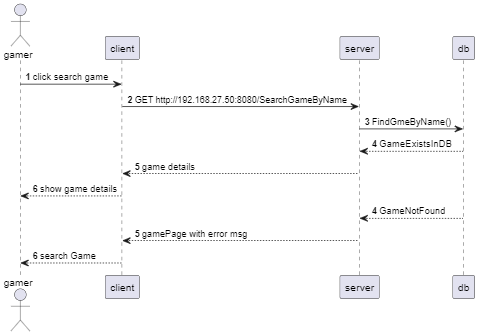 gamer
client
server
db
1 click search game
2 GET http://192.168.27.50:8080/SearchGameByName
3 FindGmeByName()
4 GameExistsInDB
5 game details
6 show game details
4 GameNotFound
5 gamePage with error msg
6 search Game
gamer
client
server
db